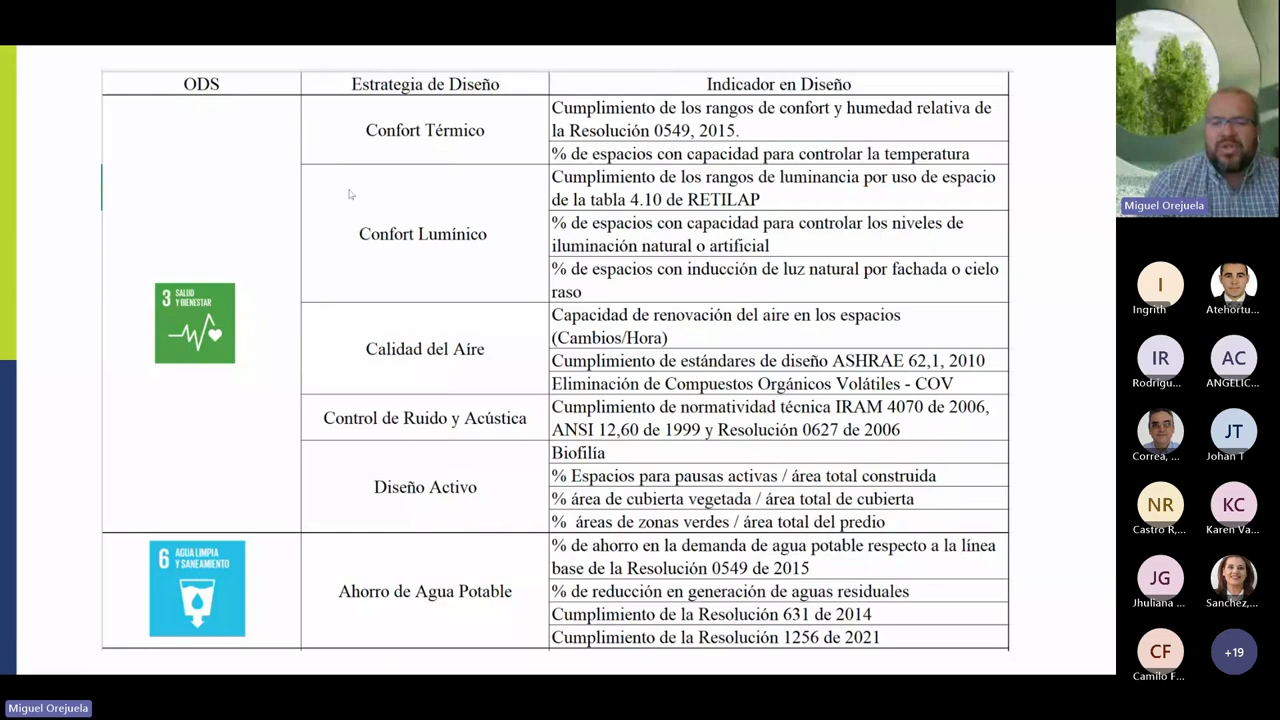 ODS
Estrategia de Diseño
Indicador en Diseño
3 SALUD
Y BIENESTAR
Confort Térmico
Cumplimiento de los rangos de confort y humedad relativa de
la Resolución 0549, 2015.
% de espacios con capacidad para controlar la temperatura
Confort Lumínico
Cumplimiento de los rangos de luminancia por uso de espacio
de la tabla 4.10 de RETILAP
% de espacios con capacidad para controlar los niveles de
iluminación natural o artificial
% de espacios con inducción de luz natural por fachada o cielo
raso
Calidad del Aíre
Capacidad de renovación del aire en los espacios
(Cambios/Hora)
Cumplimiento de estándares de diseño ASHRAE 62,1, 2010
Eliminación de Compuestos Orgánicos Volátiles - COV
Control de Ruido y Acústica
Cumplimiento de normatividad técnica IRAM 4070 de 2006,
ANSI 12,60 de 1999 y Resolución 0627 de 2006
Diseño Activo
Biofilía
% Espacios para pausas activas / área total construida
% área de cubierta vegetada / área total de cubierta
% áreas de zonas verdes / área total del predio
6 AGUA LIMPIA
Y SANEAMIENTO
Ahorro de Agua Potable
% de ahorro en la demanda de agua potable respecto a la línea
base de la Resolución 0549 de 2015
% de reducción en generación de aguas residuales
Cumplimiento de la Resolución 631 de 2014
Cumplimiento de la Resolución 1256 de 2021
Miguel Orejuela
I
Ingrith
Atehortu...
IR
Rodrigu...
AC
ANGELIC...
Correa, ...
JT
Johan T
NR
Castro R,...
KC
Karen Va...
JG
Jhuliana ...
Sanchez,...
CF
Camilo F...
+19
Miguel Orejuela